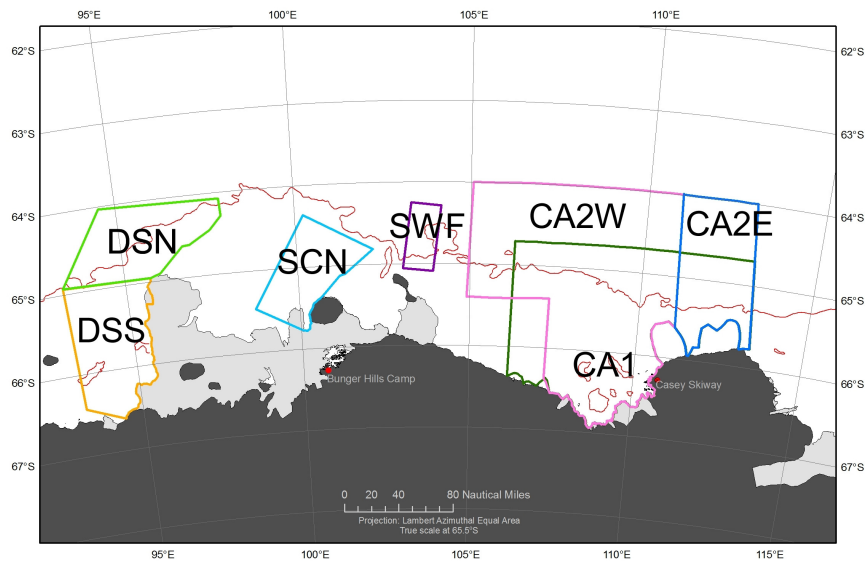 95°E 100°E 105°E 110°E
62°S 62°S
63°S 63°S
64°S 64°S
SWF CA2W CA2E
DSN
SCN
65°S 65°S
DSS
CA1
66°S 66°S
Bunger Hills Camp Casey Skiway
67°S 67°S
0 20 40 80 Nautical Miles
Projection: Lambert Azimuthal Equal Area
True scale at 65.5°S
95°E 100°E 105°E 110°E 115°E